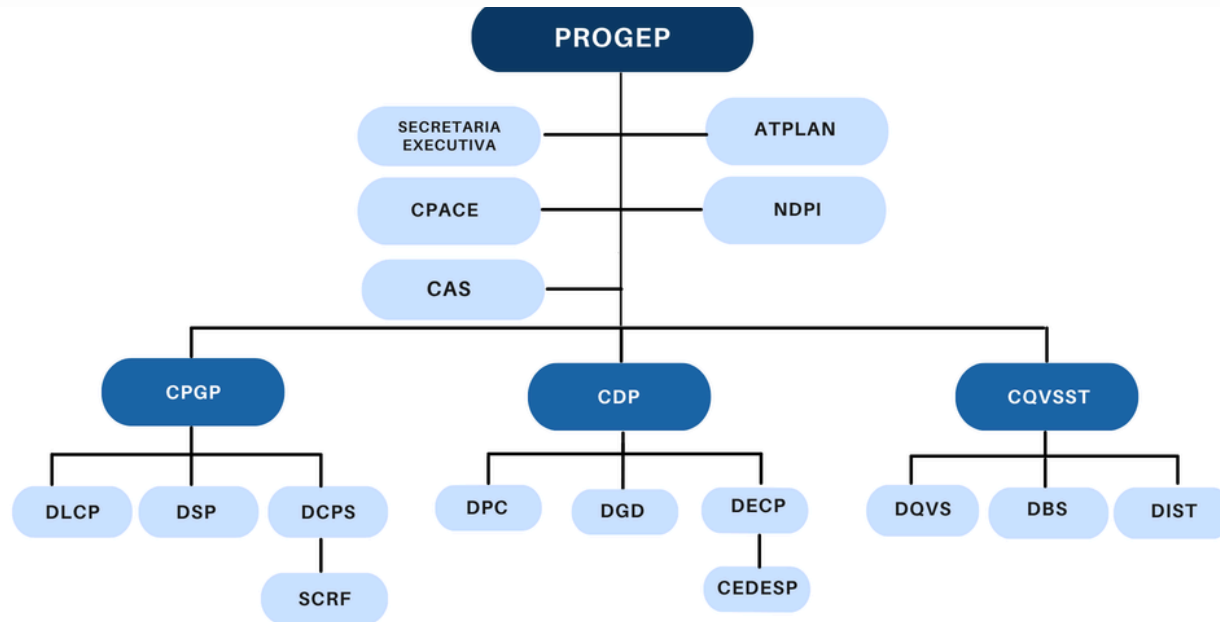 PROGEP
SECRETARIA
EXECUTIVA
ATPLAN
CPACE
NDPI
CAS
CPGP
CDP
CQVSST
DLCP
DSP
DCPS
DPC
DGD
DECP
DQVS
DBS
DIST
SCRF
CEDESP